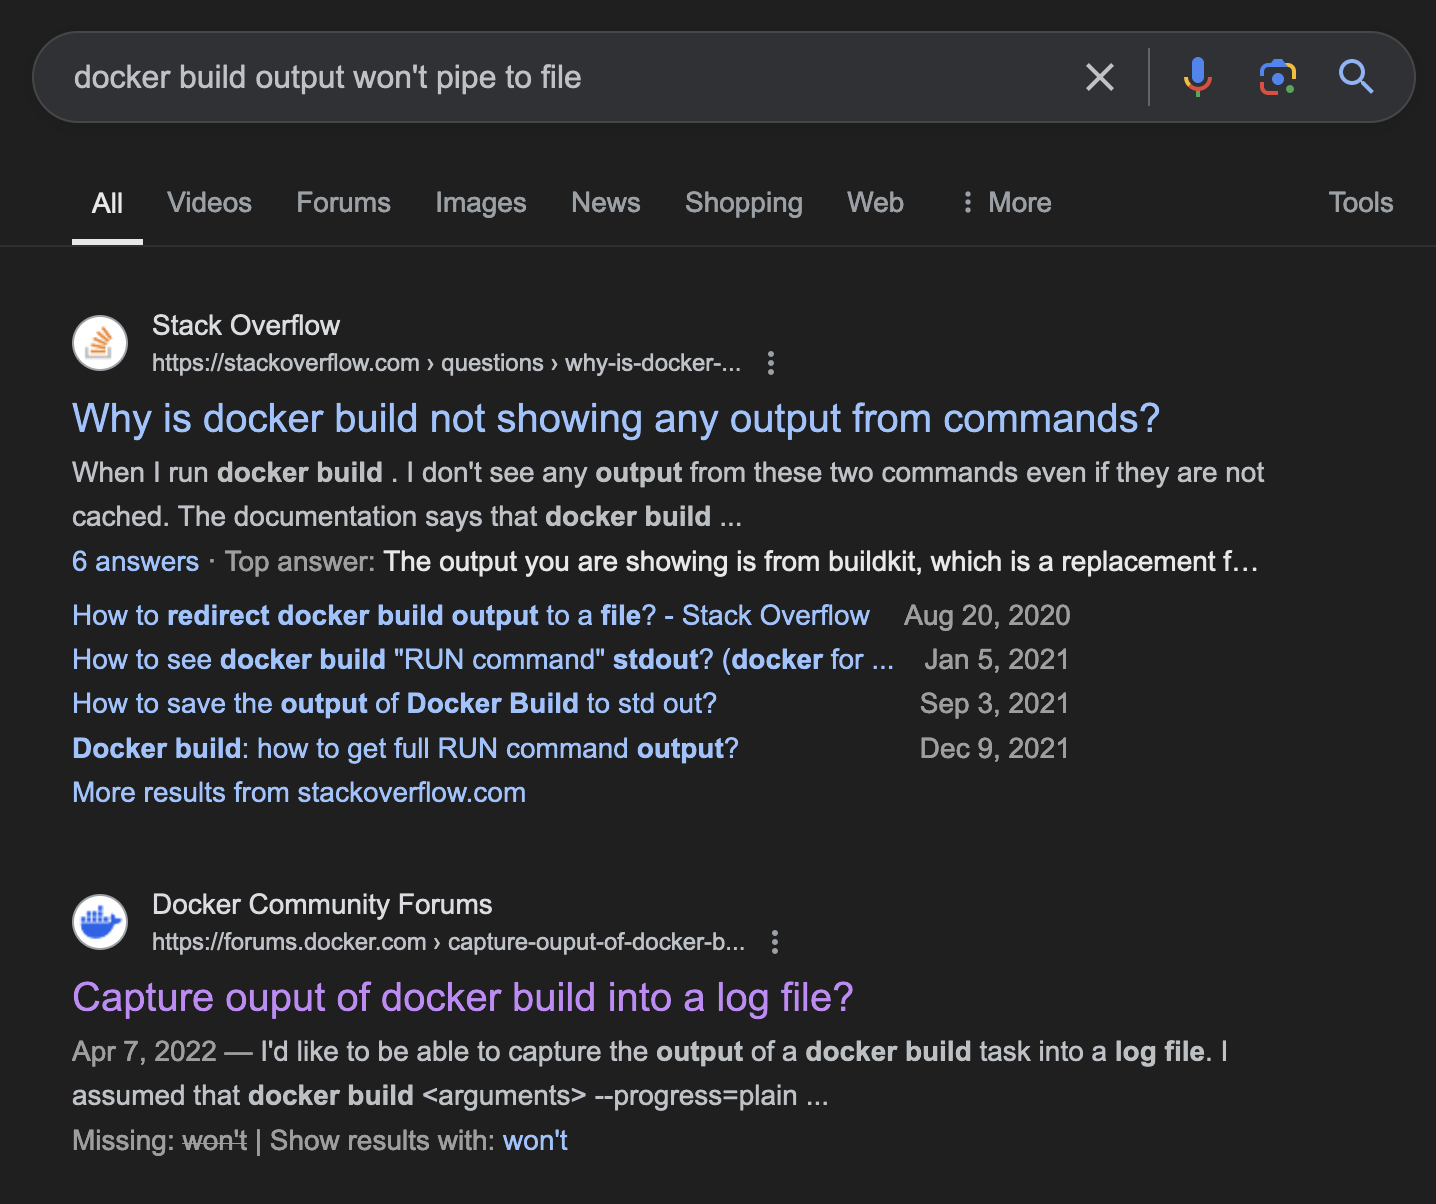 docker build output won't pipe to file
All Videos Forums Images News Shopping Web More Tools
Stack Overflow
https://stackoverflow.com › questions › why-is-docker-...
Why is docker build not showing any output from commands?
When I run docker build . I don't see any output from these two commands even if they are not
cached. The documentation says that docker build ...
6 answers · Top answer: The output you are showing is from buildkit, which is a replacement f…
How to redirect docker build output to a file? - Stack Overflow Aug 20, 2020
How to see docker build "RUN command" stdout? (docker for ... Jan 5, 2021
How to save the output of Docker Build to std out? Sep 3, 2021
Docker build: how to get full RUN command output? Dec 9, 2021
More results from stackoverflow.com
Docker Community Forums
https://forums.docker.com › capture-ouput-of-docker-b...
Capture ouput of docker build into a log file?
Apr 7, 2022 — I'd like to be able to capture the output of a docker build task into a log file. I
assumed that docker build <arguments> --progress=plain ...
Missing: won't | Show results with: won't